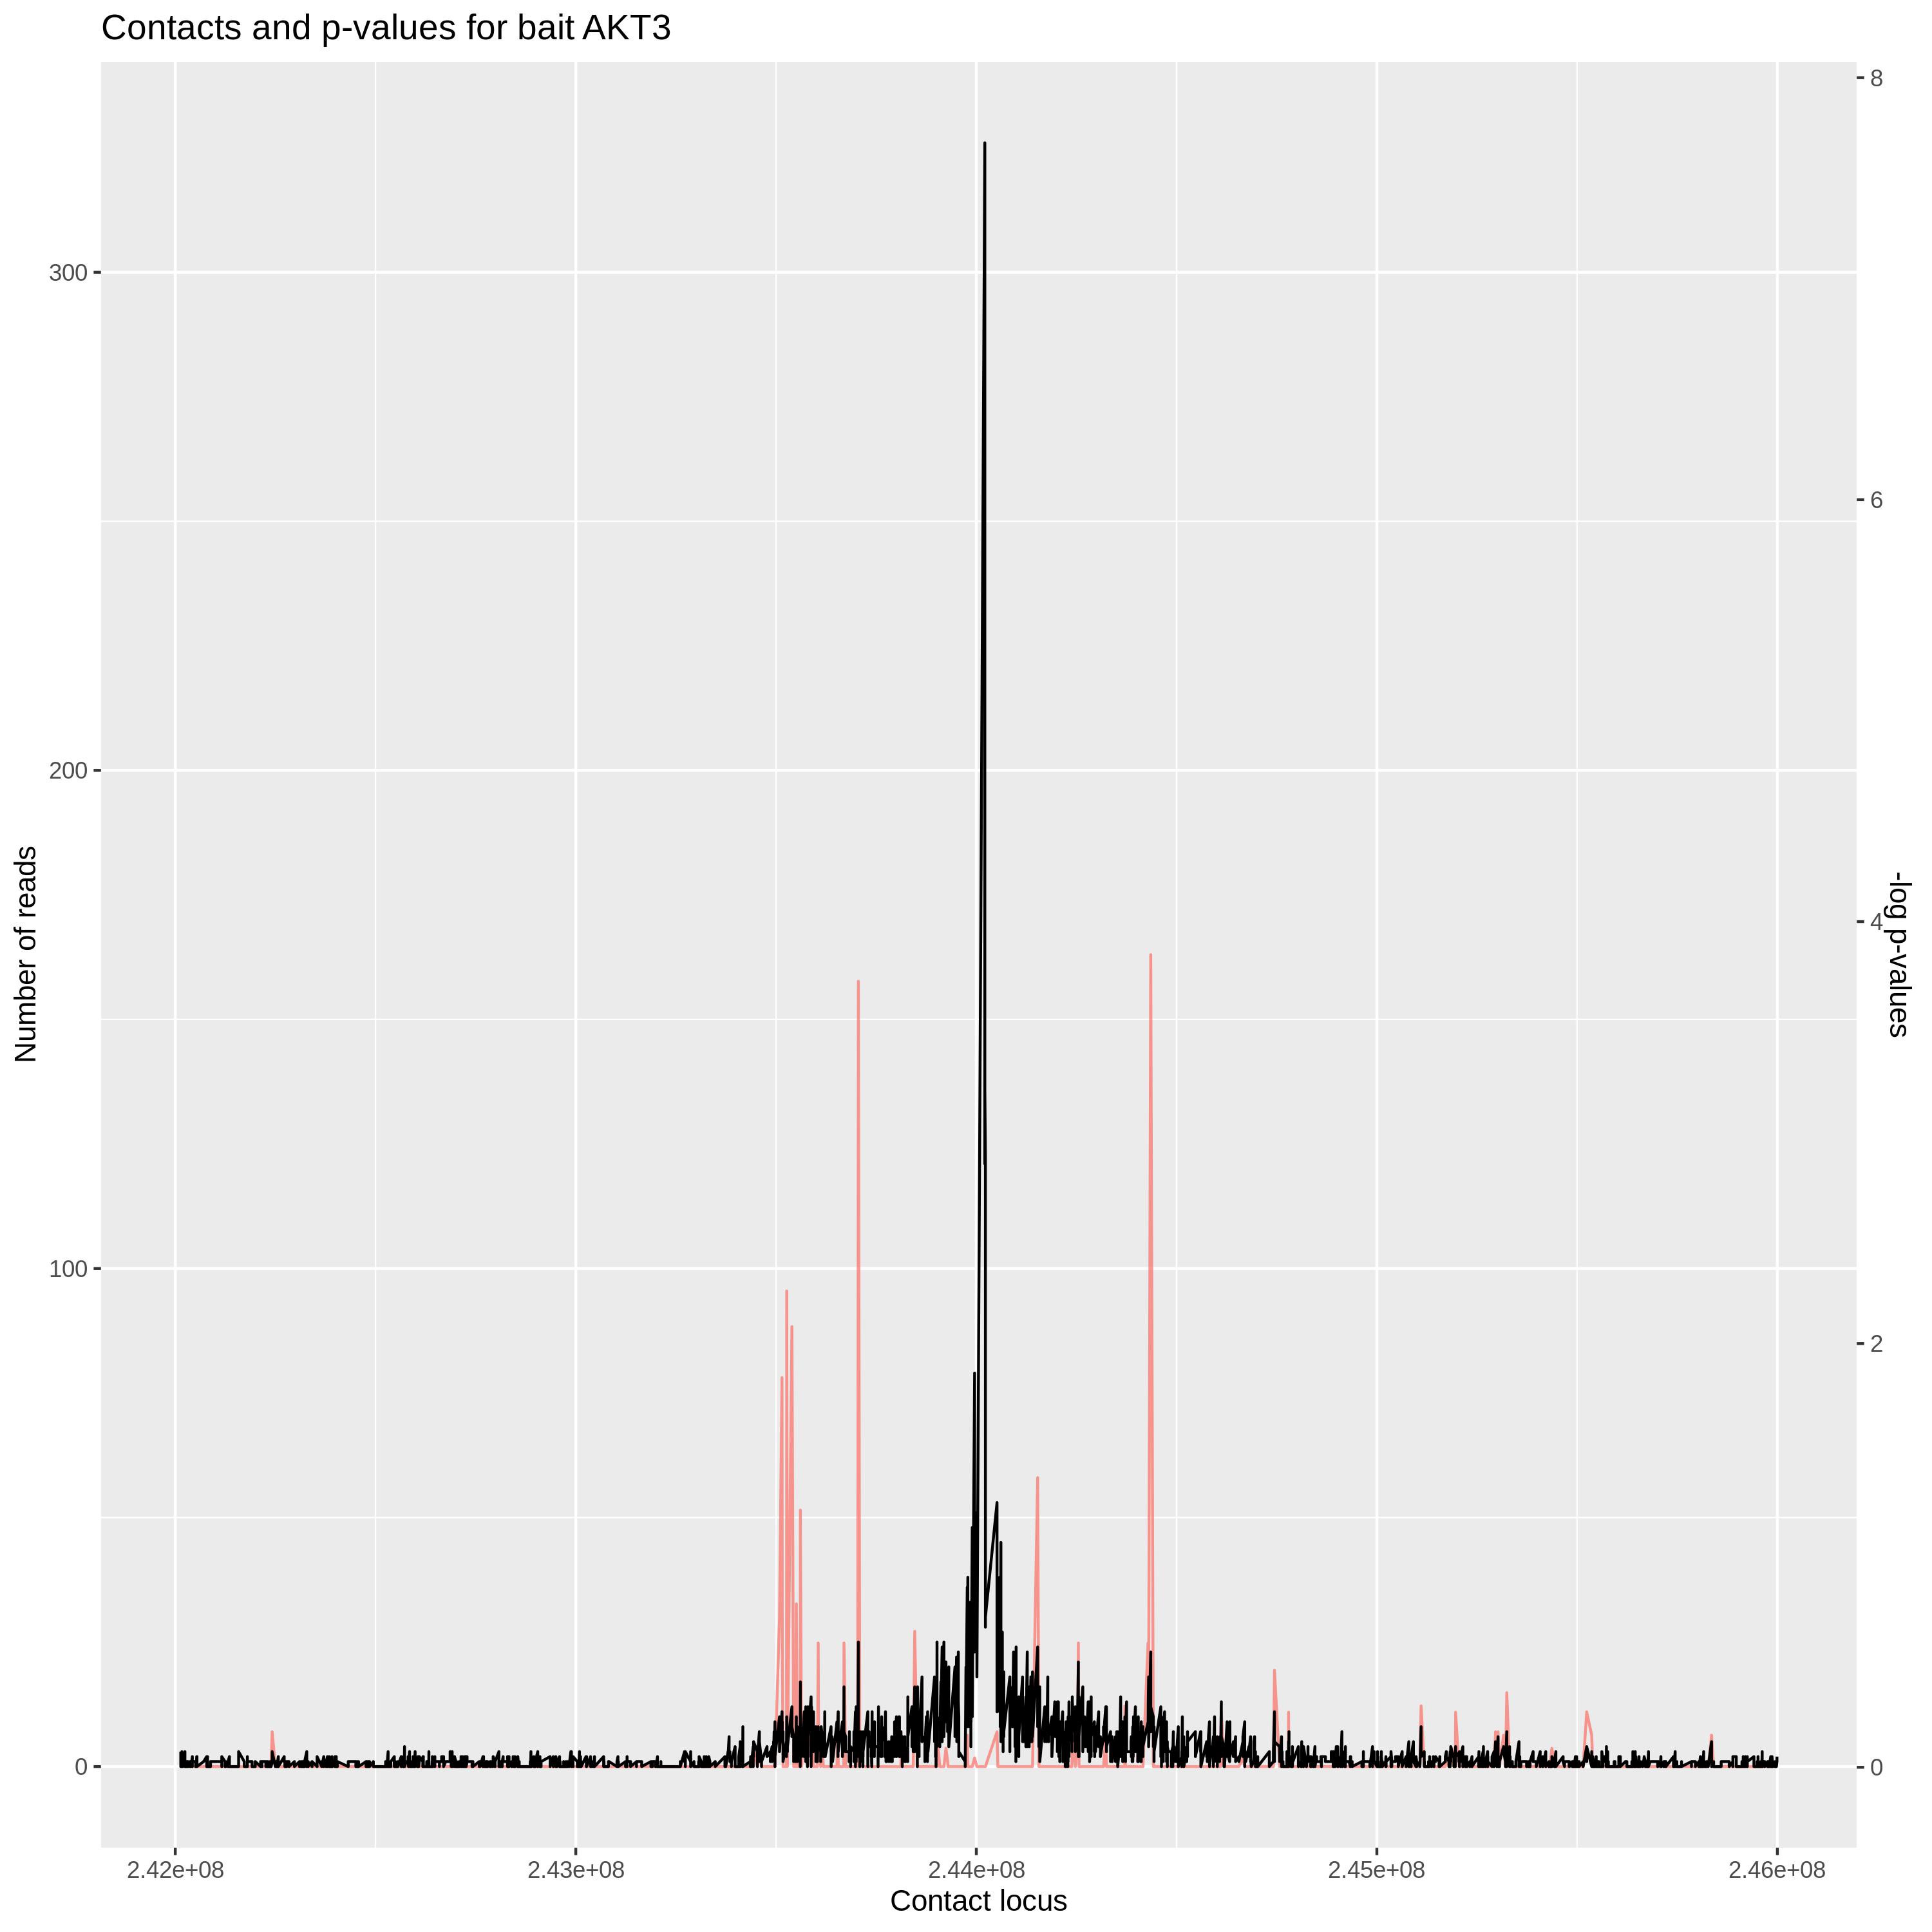 Contacts and p-values for bait AKT3
8
300
6
200
Number of reads
4
-log p-values
100
2
0
0
2.42e+08
2.43e+08
2.44e+08
2.45e+08
2.46e+08
Contact locus